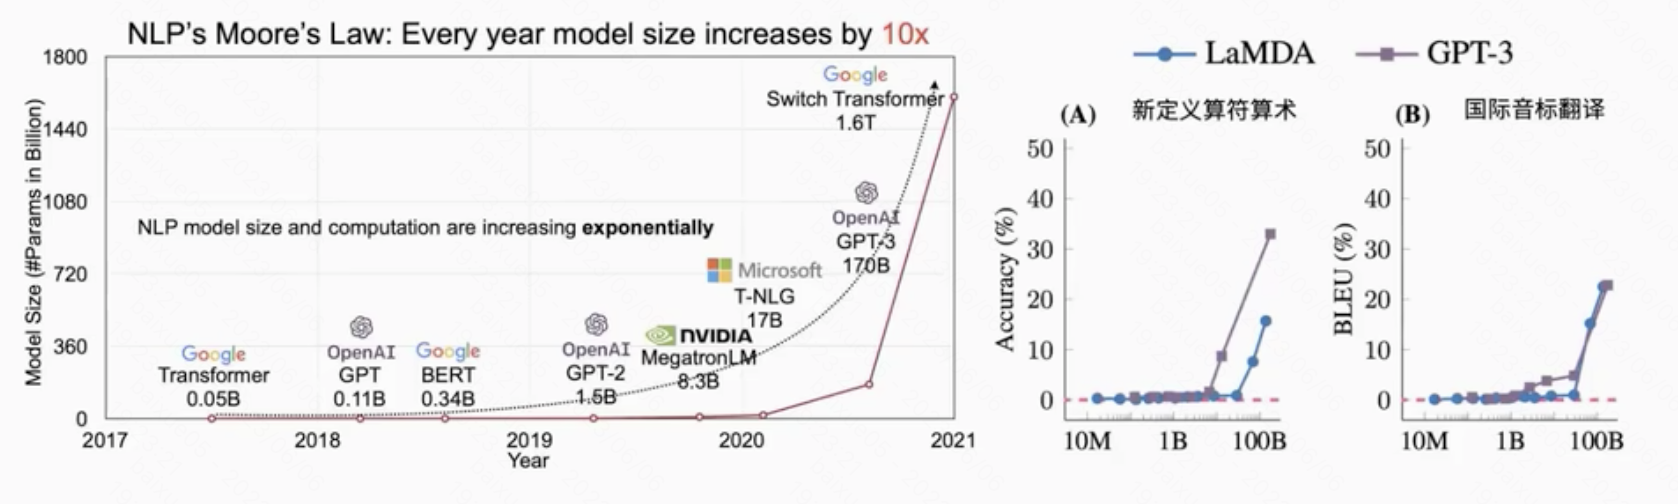 NLP's Moore's Law: Every year model size increases by 10x
Model Size (#Params in Billion)
1800
1440
1080
720
360
0
2017
2018
2019
2020
2021
Year
NLP model size and computation are increasing exponentially
Google
Transformer
0.05B
OpenAI
GPT
0.11B
Google
BERT
0.34B
OpenAI
GPT-2
1.5B
NVIDIA
MegatronLM
8.3B
Microsoft
T-NLG
17B
OpenAI
GPT-3
170B
Google
Switch Transformer
1.6T
LaMDA
GPT-3
(A) 新定义算符算术
Accuracy (%)
50
40
30
20
10
0
10M
1B
100B
(B) 国际音标翻译
BLEU (%)
50
40
30
20
10
0
10M
1B
100B